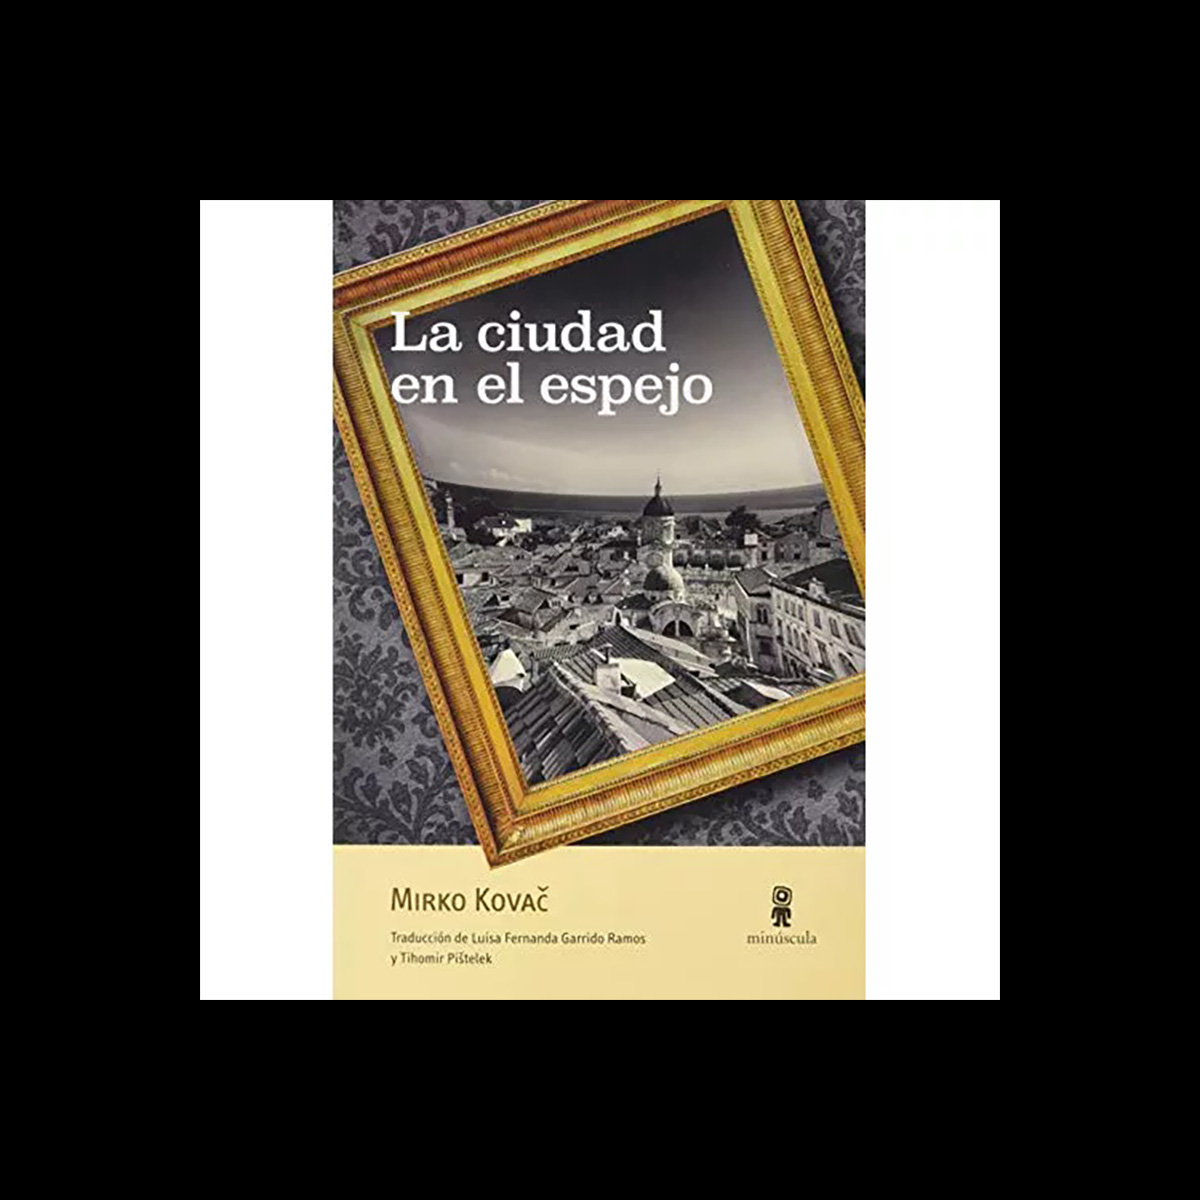 La ciudad
en el espejo
Mirko Kovač
Traducción de Luisa Fernanda Garrido Ramos
y Tihomir Pištelek
minúscula